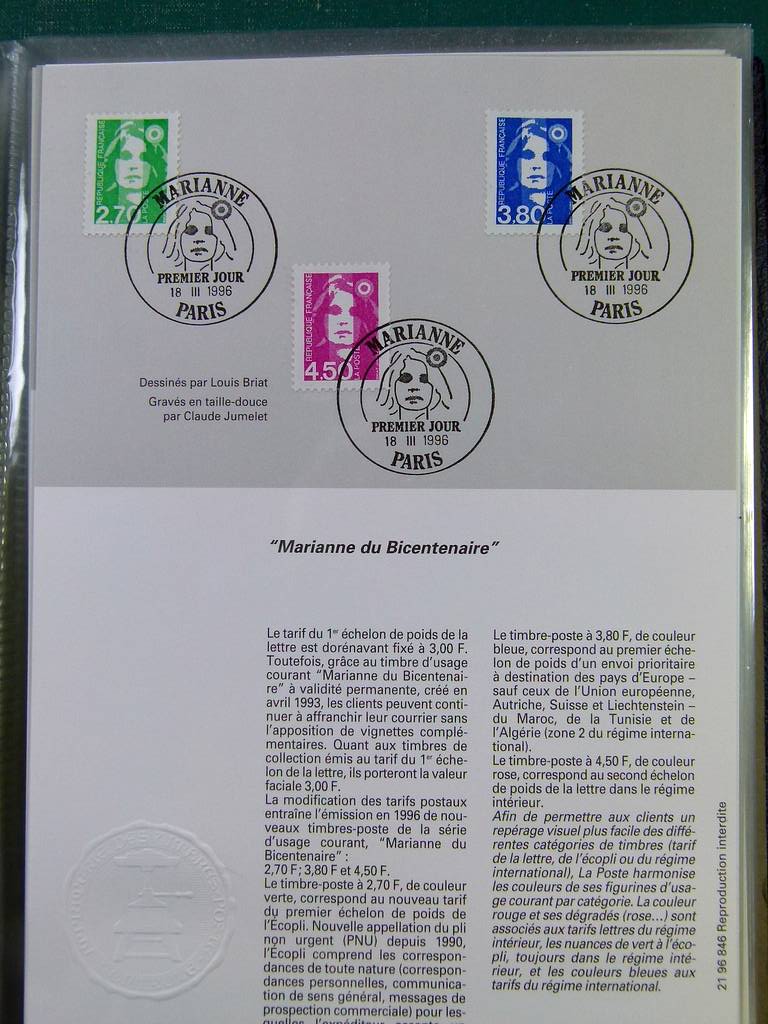 RÉPUBLIQUE FRANÇAISE
2.70
LA POSTE
MARIANNE
PREMIER JOUR
18 III 1996
PARIS
RÉPUBLIQUE FRANÇAISE
3.80
LA POSTE
MARIANNE
PREMIER JOUR
18 III 1996
PARIS
RÉPUBLIQUE FRANÇAISE
4.50
LA POSTE
MARIANNE
PREMIER JOUR
18 III 1996
PARIS
Dessinés par Louis Briat
Gravés en taille-douce
par Claude Jumelet
"Marianne du Bicentenaire"
Le tarif du 1er échelon de poids de la
lettre est dorénavant fixé à 3,00 F.
Toutefois, grâce au timbre d'usage
courant "Marianne du Bicentenai-
re" à validité permanente, créé en
avril 1993, les clients peuvent conti-
nuer à affranchir leur courrier sans
l'apposition de vignettes complé-
mentaires. Quant aux timbres de
collection émis au tarif du 1er éche-
lon de la lettre, ils porteront la valeur
faciale 3,00 F.
La modification des tarifs postaux
entraîne l'émission en 1996 de nou-
veaux timbres-poste de la série
d'usage courant, "Marianne du
Bicentenaire" :
2,70 F; 3,80 F et 4,50 F.
Le timbre-poste à 2,70 F, de couleur
verte, correspond au nouveau tarif
du premier échelon de poids de
l'Écopli. Nouvelle appellation du pli
non urgent (PNU) depuis 1990,
l'Écopli comprend les correspon-
dances de toute nature (correspon-
dances personnelles, communica-
tion de sens général, messages de
prospection commerciale) pour les-
quelles l'expéditeur accepte un
Le timbre-poste à 3,80 F, de couleur
bleue, correspond au premier éche-
lon de poids d'un envoi prioritaire
à destination des pays d'Europe –
sauf ceux de l'Union européenne,
Autriche, Suisse et Liechtenstein –
du Maroc, de la Tunisie et de
l'Algérie (zone 2 du régime interna-
tional).
Le timbre-poste à 4,50 F, de couleur
rose, correspond au second échelon
de poids de la lettre dans le régime
intérieur.
Afin de permettre aux clients un
repérage visuel plus facile des diffé-
rentes catégories de timbres (tarif
de la lettre, de l'écopli ou du régime
international), La Poste harmonise
les couleurs de ses figurines d'usa-
ge courant par catégorie. La couleur
rouge et ses dégradés (rose...) sont
associés aux tarifs lettres du régime
intérieur, les nuances de vert à l'éco-
pli, toujours dans le régime inté-
rieur, et les couleurs bleues aux
tarifs du régime international.
21 96 846 Reproduction interdite